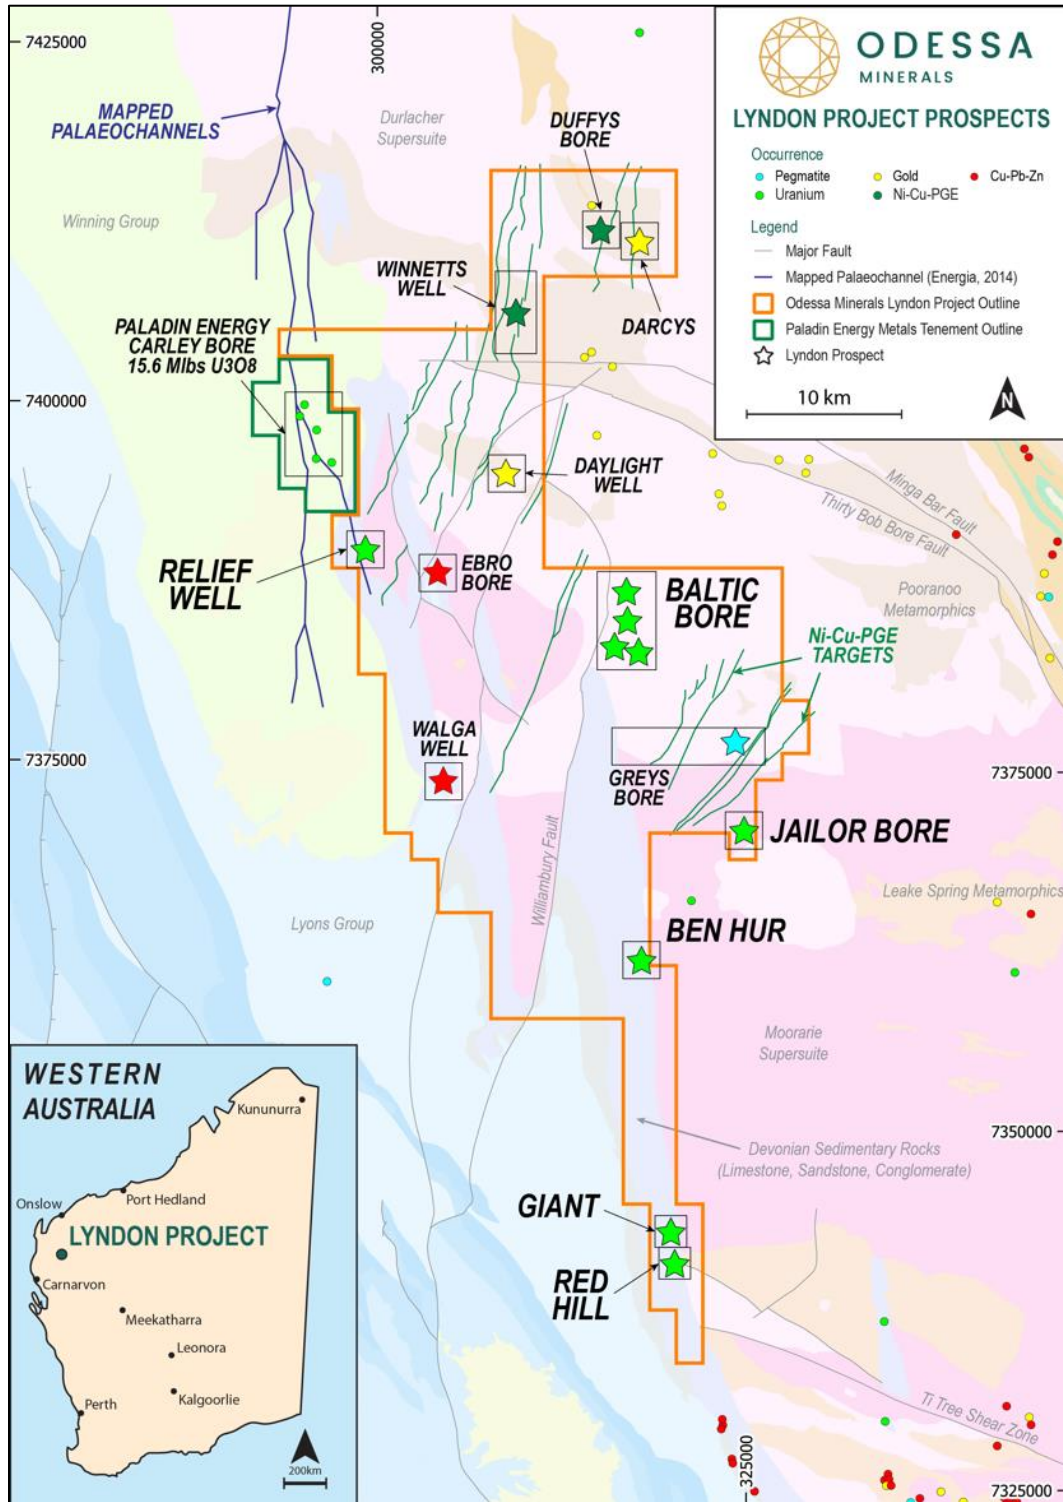 ODESSA
MINERALS
LYNDON PROJECT PROSPECTS
Occurrence
Pegmatite
Gold
Cu-Pb-Zn
Uranium
Ni-Cu-PGE
Legend
Major Fault
Mapped Palaeochannel (Energia, 2014)
Odessa Minerals Lyndon Project Outline
Paladin Energy Metals Tenement Outline
Lyndon Prospect
10 km
N
7425000
300000
MAPPED
PALAEOCHANNELS
Durlacher
Supersuite
DUFFYS
BORE
Winning Group
WINNETTS
WELL
DARCYS
PALADIN ENERGY
CARLEY BORE
15.6 Mlbs U3O8
7400000
DAYLIGHT
WELL
Minga Bar Fault
Thirty Bob Bore Fault
RELIEF
WELL
EBRO
BORE
BALTIC
BORE
Pooranoo
Metamorphics
Ni-Cu-PGE
TARGETS
WALGA
WELL
7375000
GREYS
BORE
7375000
JAILOR BORE
Williambury Fault
Leake Spring Metamorphics
Lyons Group
BEN HUR
Moorarie
Supersuite
7350000
Devonian Sedimentary Rocks
(Limestone, Sandstone, Conglomerate)
GIANT
RED
HILL
Ti Tree Shear Zone
325000
7325000
WESTERN
AUSTRALIA
Kununurra
Port Hedland
Onslow
LYNDON PROJECT
Carnarvon
Meekatharra
Leonora
Kalgoorlie
Perth
200km